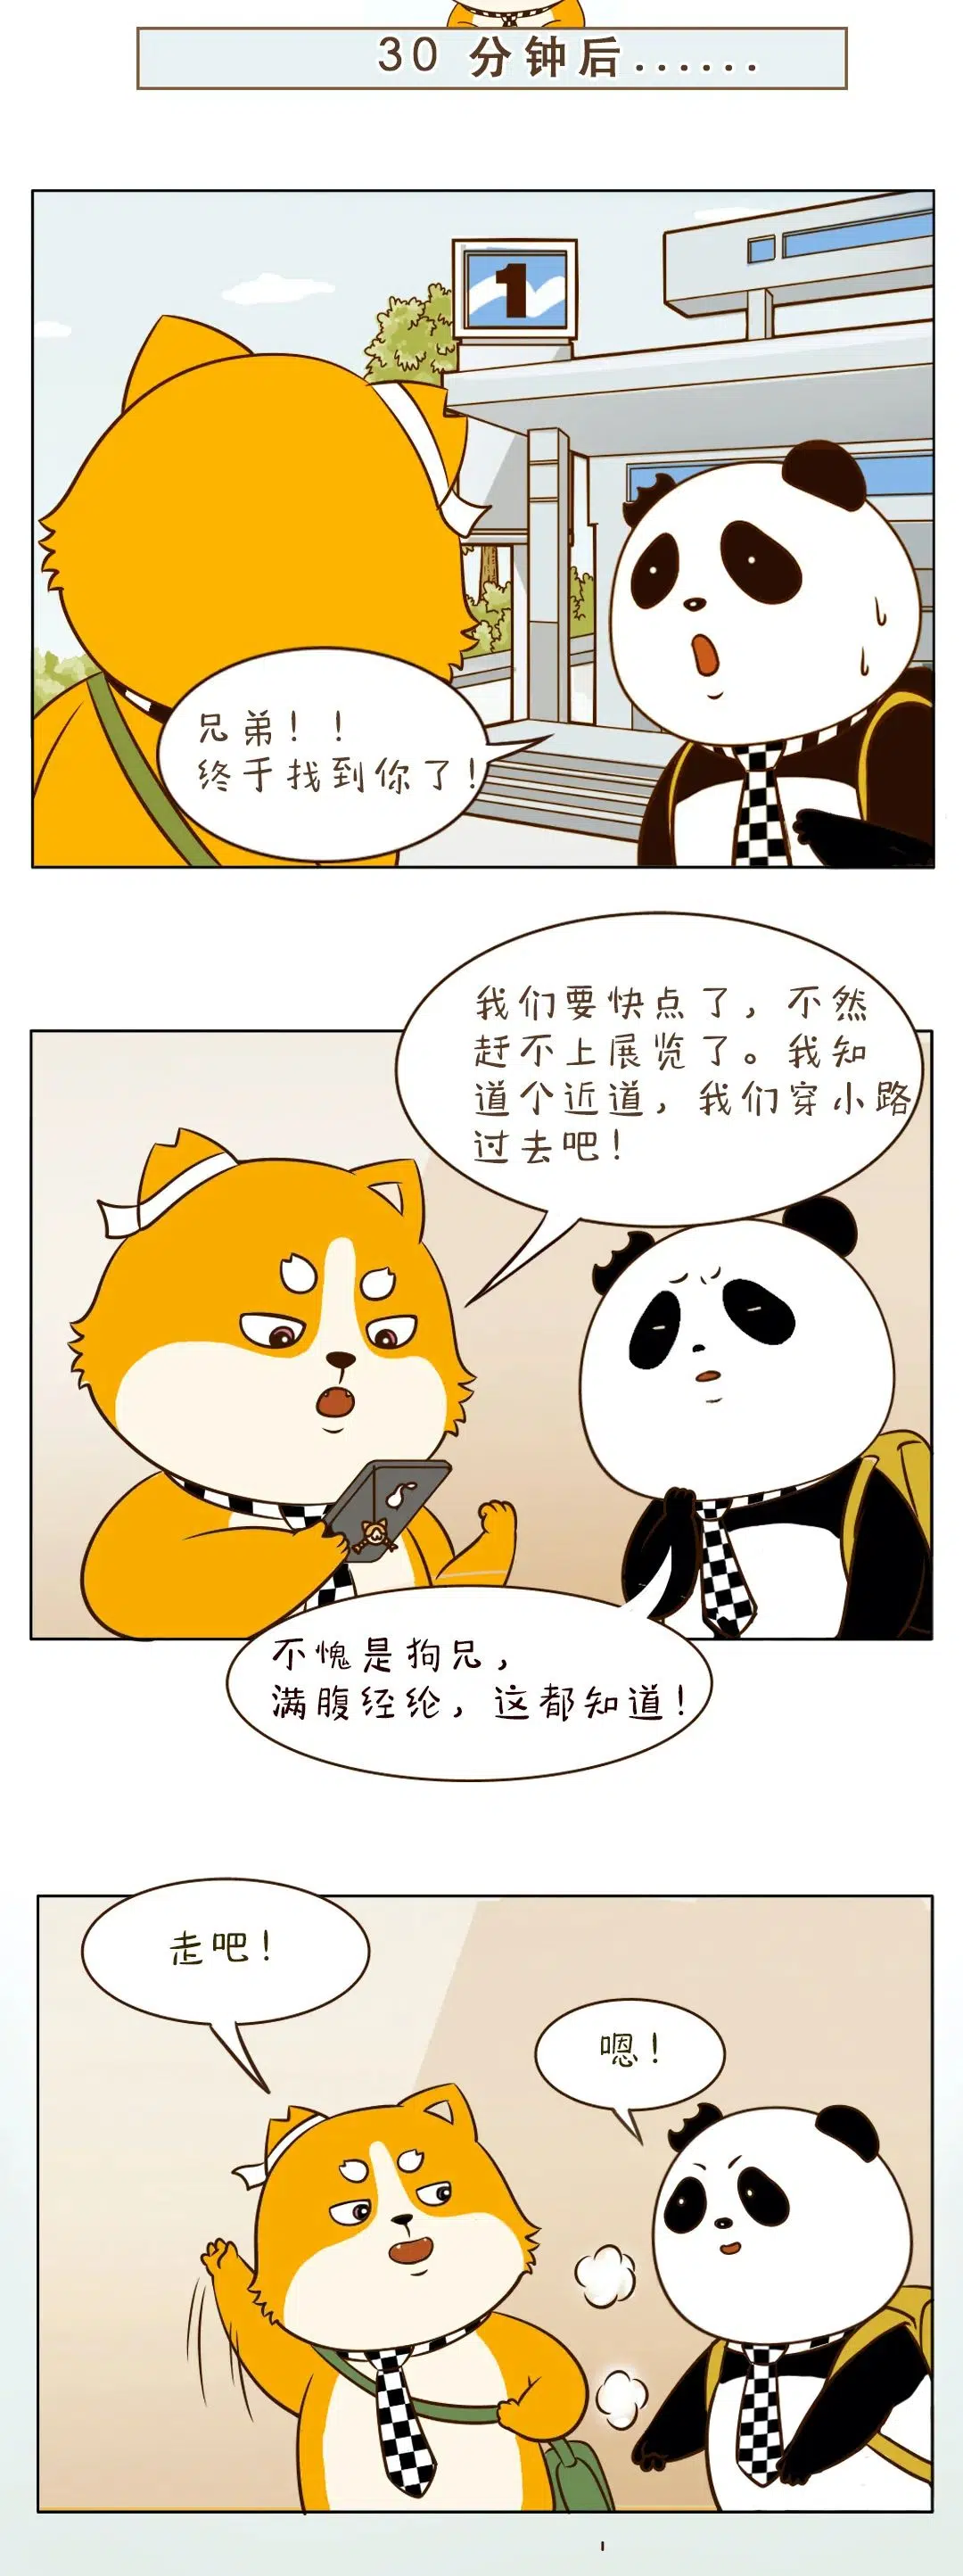 30 分钟后......
1
兄弟！！
终于找到你了！
我们要快点了，不然
赶不上展览了。我知
道个近道，我们穿小路
过去吧！
不愧是狗兄，
满腹经纶，这都知道！
走吧！
嗯！